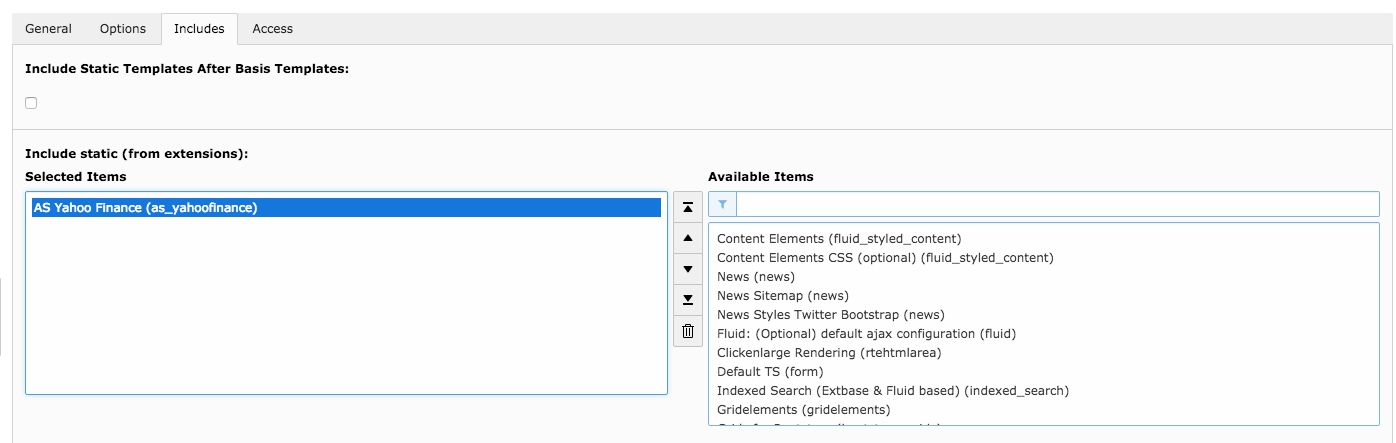 General Options Includes Access
Include Static Templates After Basis Templates:
Include static (from extensions):
Selected Items
AS Yahoo Finance (as_yahoofinance)
Available Items
Content Elements (fluid_styled_content)
Content Elements CSS (optional) (fluid_styled_content)
News (news)
News Sitemap (news)
News Styles Twitter Bootstrap (news)
Fluid: (Optional) default ajax configuration (fluid)
Clickenlarge Rendering (rtehtmlarea)
Default TS (form)
Indexed Search (Extbase & Fluid based) (indexed_search)
Gridelements (gridelements)